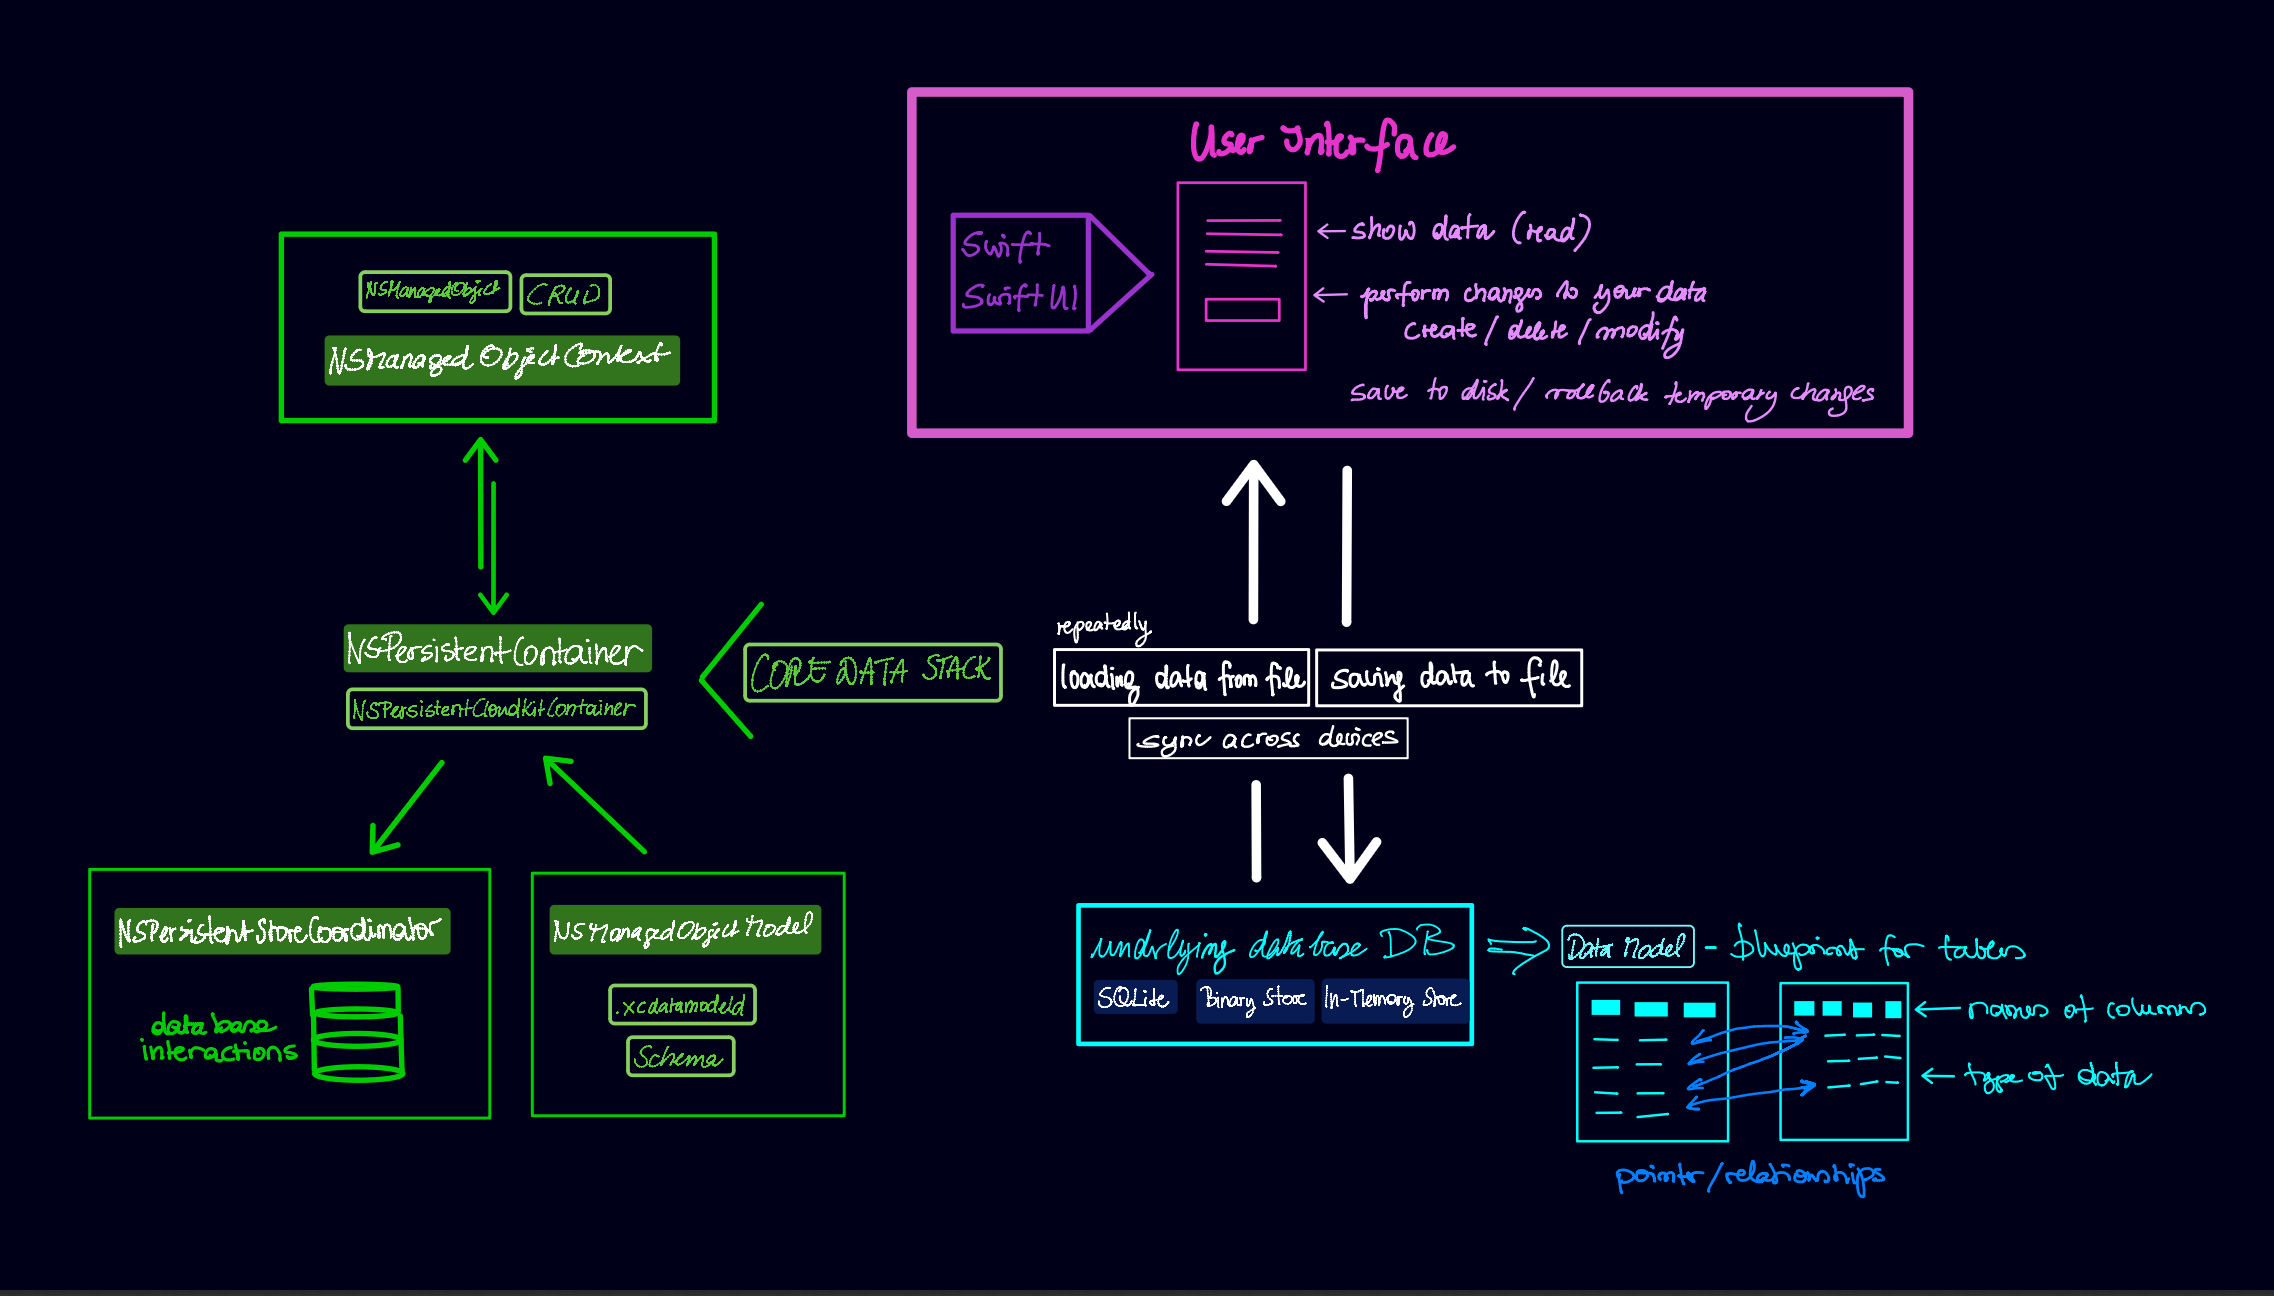 User Interface
Swift
SwiftUI
show data (read)
perform changes to your data
create / delete / modify
save to disk / rollback temporary changes
NSManagedObject
CRUD
NSManagedObjectContext
NSPersistentContainer
NSPersistentCloudKitContainer
CORE DATA STACK
repeatedly
loading data from file
saving data to file
sync across devices
NSPersistentStoreCoordinator
database
interactions
NSManagedObjectModel
.xcdatamodeld
Schema
underlying database DB
SQLite
Binary Store
In-Memory Store
Data Model - blueprint for tables
names of columns
type of data
pointer/relationships